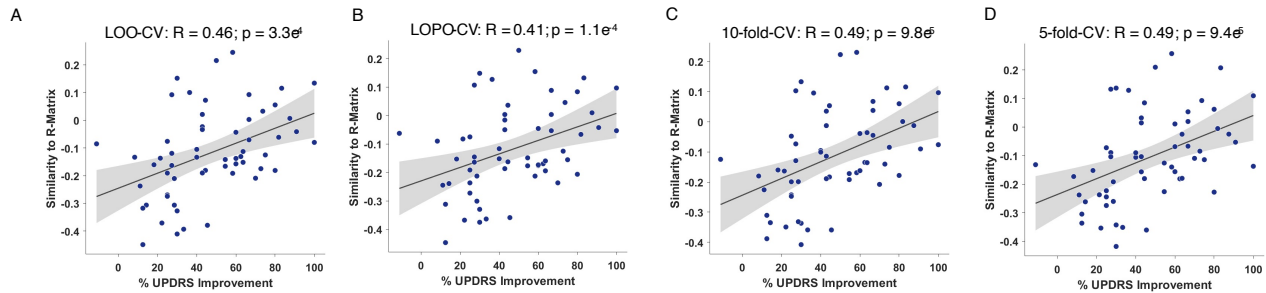 A
LOO-CV: R = 0.46; p = 3.3e-4
Similarity to R-Matrix
0.2
0.1
0
-0.1
-0.2
-0.3
-0.4
0 20 40 60 80 100
% UPDRS Improvement
B
LOPO-CV: R = 0.41; p = 1.1e-4
Similarity to R-Matrix
0.2
0.1
0
-0.1
-0.2
-0.3
-0.4
0 20 40 60 80 100
% UPDRS Improvement
C
10-fold-CV: R = 0.49; p = 9.8e-5
Similarity to R-Matrix
0.2
0.1
0
-0.1
-0.2
-0.3
-0.4
0 20 40 60 80 100
% UPDRS Improvement
D
5-fold-CV: R = 0.49; p = 9.4e-5
Similarity to R-Matrix
0.2
0.1
0
-0.1
-0.2
-0.3
-0.4
0 20 40 60 80 100
% UPDRS Improvement